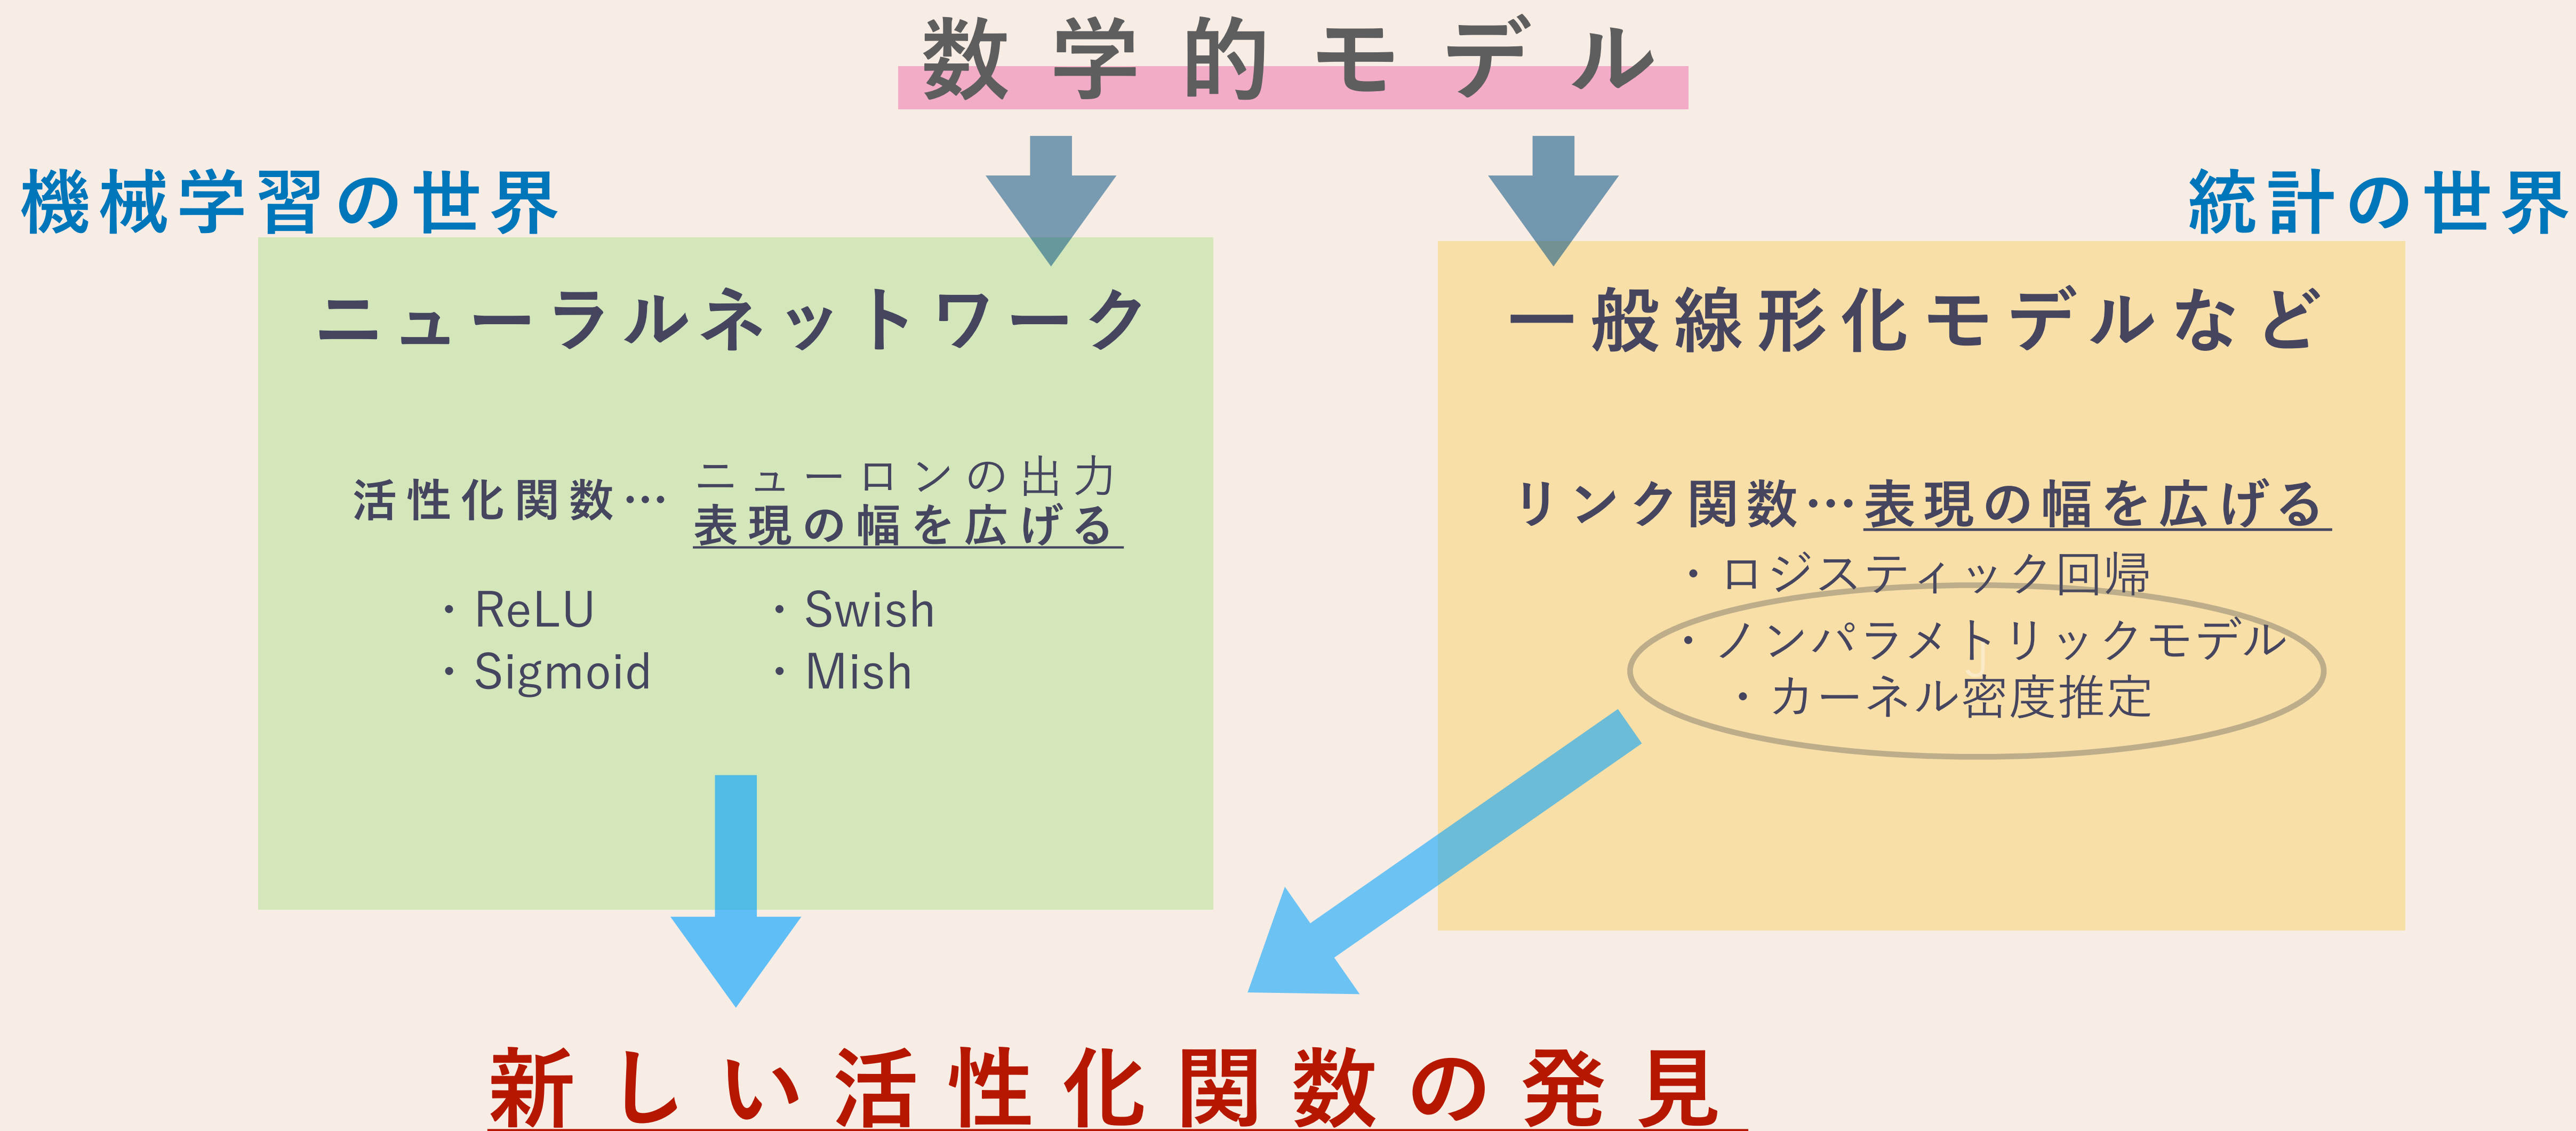 数学的モデル
機械学習の世界
統計の世界
ニューラルネットワーク
活性化関数…
ニューロンの出力
表現の幅を広げる
・ReLU
・Sigmoid
・Swish
・Mish
一般線形化モデルなど
リンク関数…表現の幅を広げる
・ロジスティック回帰
・ノンパラメトリックモデル
・カーネル密度推定
新しい活性化関数の発見